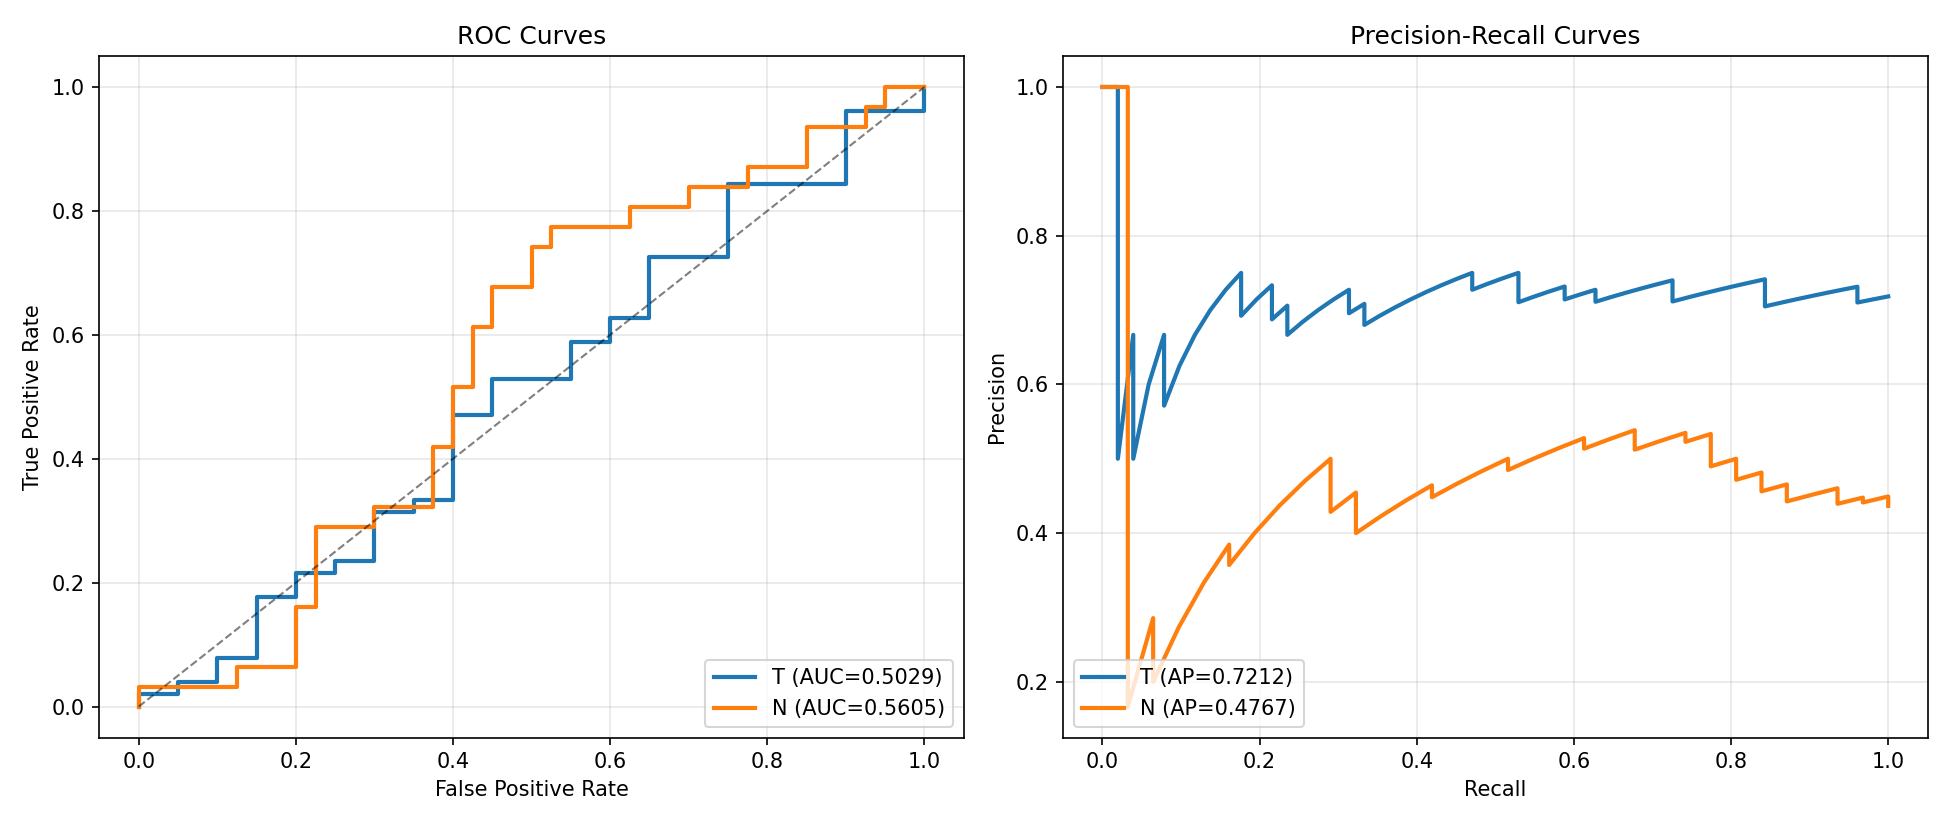 ROC Curves
1.0
0.8
0.6
0.4
0.2
0.0
True Positive Rate
0.0 0.2 0.4 0.6 0.8 1.0
False Positive Rate
T (AUC=0.5029)
N (AUC=0.5605)
Precision-Recall Curves
1.0
0.8
0.6
0.4
0.2
Precision
0.0 0.2 0.4 0.6 0.8 1.0
Recall
T (AP=0.7212)
N (AP=0.4767)